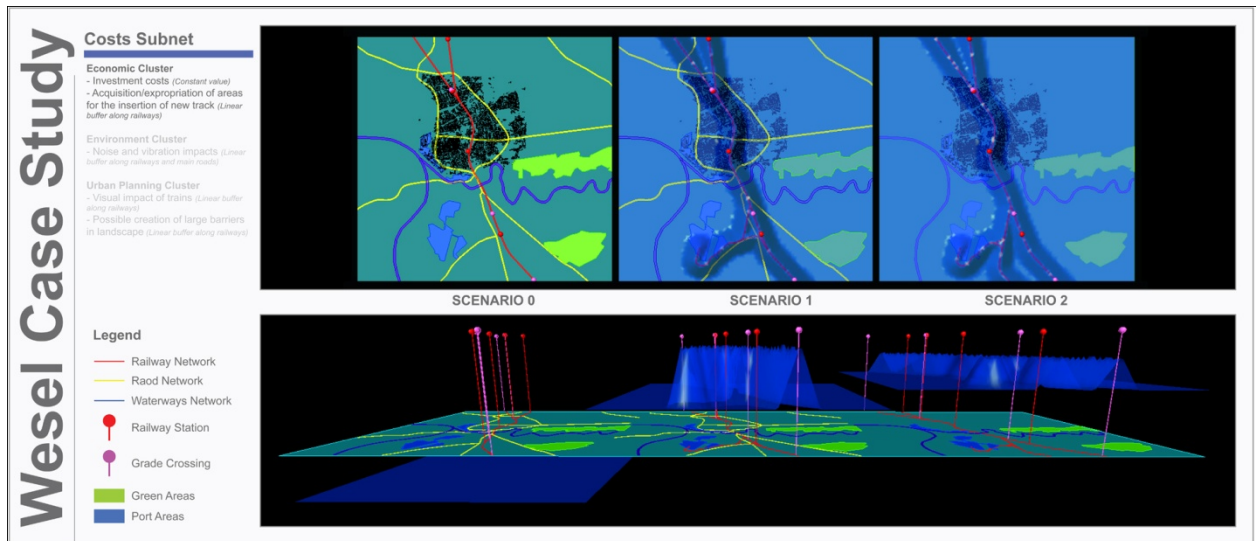 Wesel Case Study
Costs Subnet
Economic Cluster
- Investment costs (Constant value)
- Acquisition/expropriation of areas
for the insertion of new track (Linear
buffer along railways)
Environment Cluster
- Noise and vibration impacts (Linear
buffer along railways and main roads)
Urban Planning Cluster
- Visual impact of trains (Linear buffer
along railways)
- Possible creation of large barriers
in landscape (Linear buffer along railways)
SCENARIO 0
SCENARIO 1
SCENARIO 2
Legend
Railway Network
Raod Network
Waterways Network
Railway Station
Grade Crossing
Green Areas
Port Areas